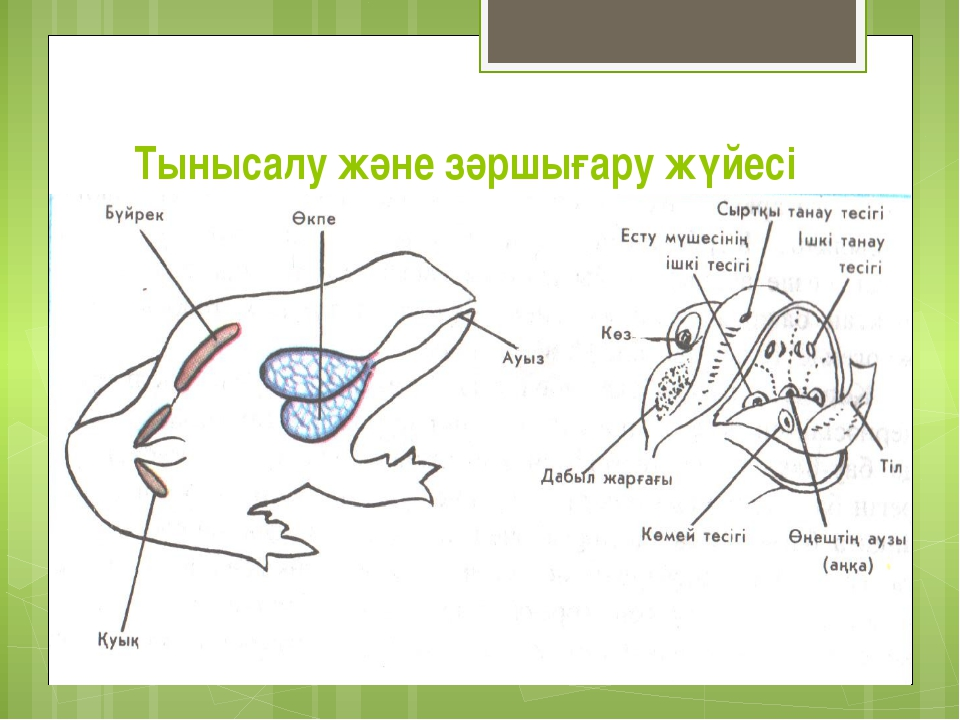 Тынысалу және зәршығару жүйесі
Бүйрек
Өкпе
Ауыз
Қуық
Сыртқы танау тесігі
Есту мүшесінің
ішкі тесігі
Ішкі танау
тесігі
Көз
Дабыл жарғағы
Тіл
Көмей тесігі
Өңештің аузы
(аңқа)